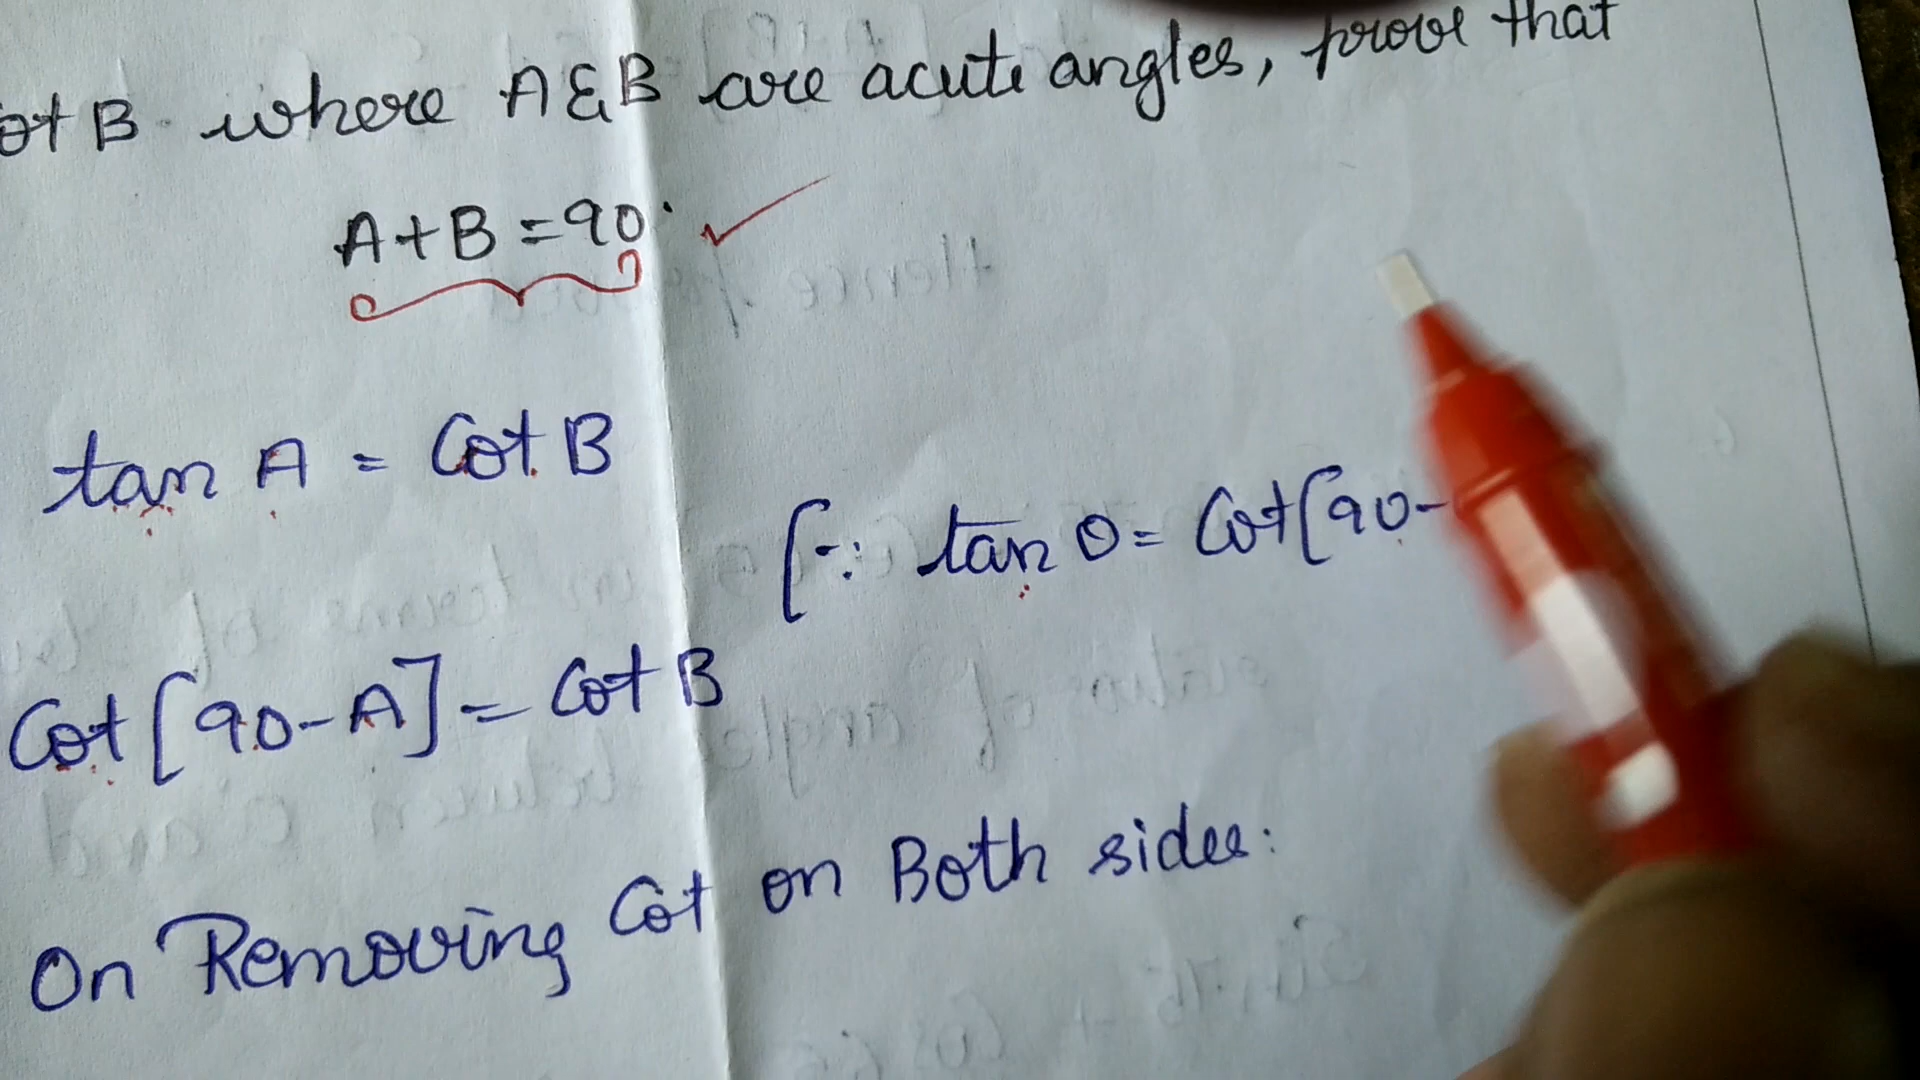 ot B where A & B are acute angles, prove that
A+B=90°
tan A = Cot B
[∵ tan θ = Cot[90-
Cot[90-A] = Cot B
On Removing Cot on Both sides: